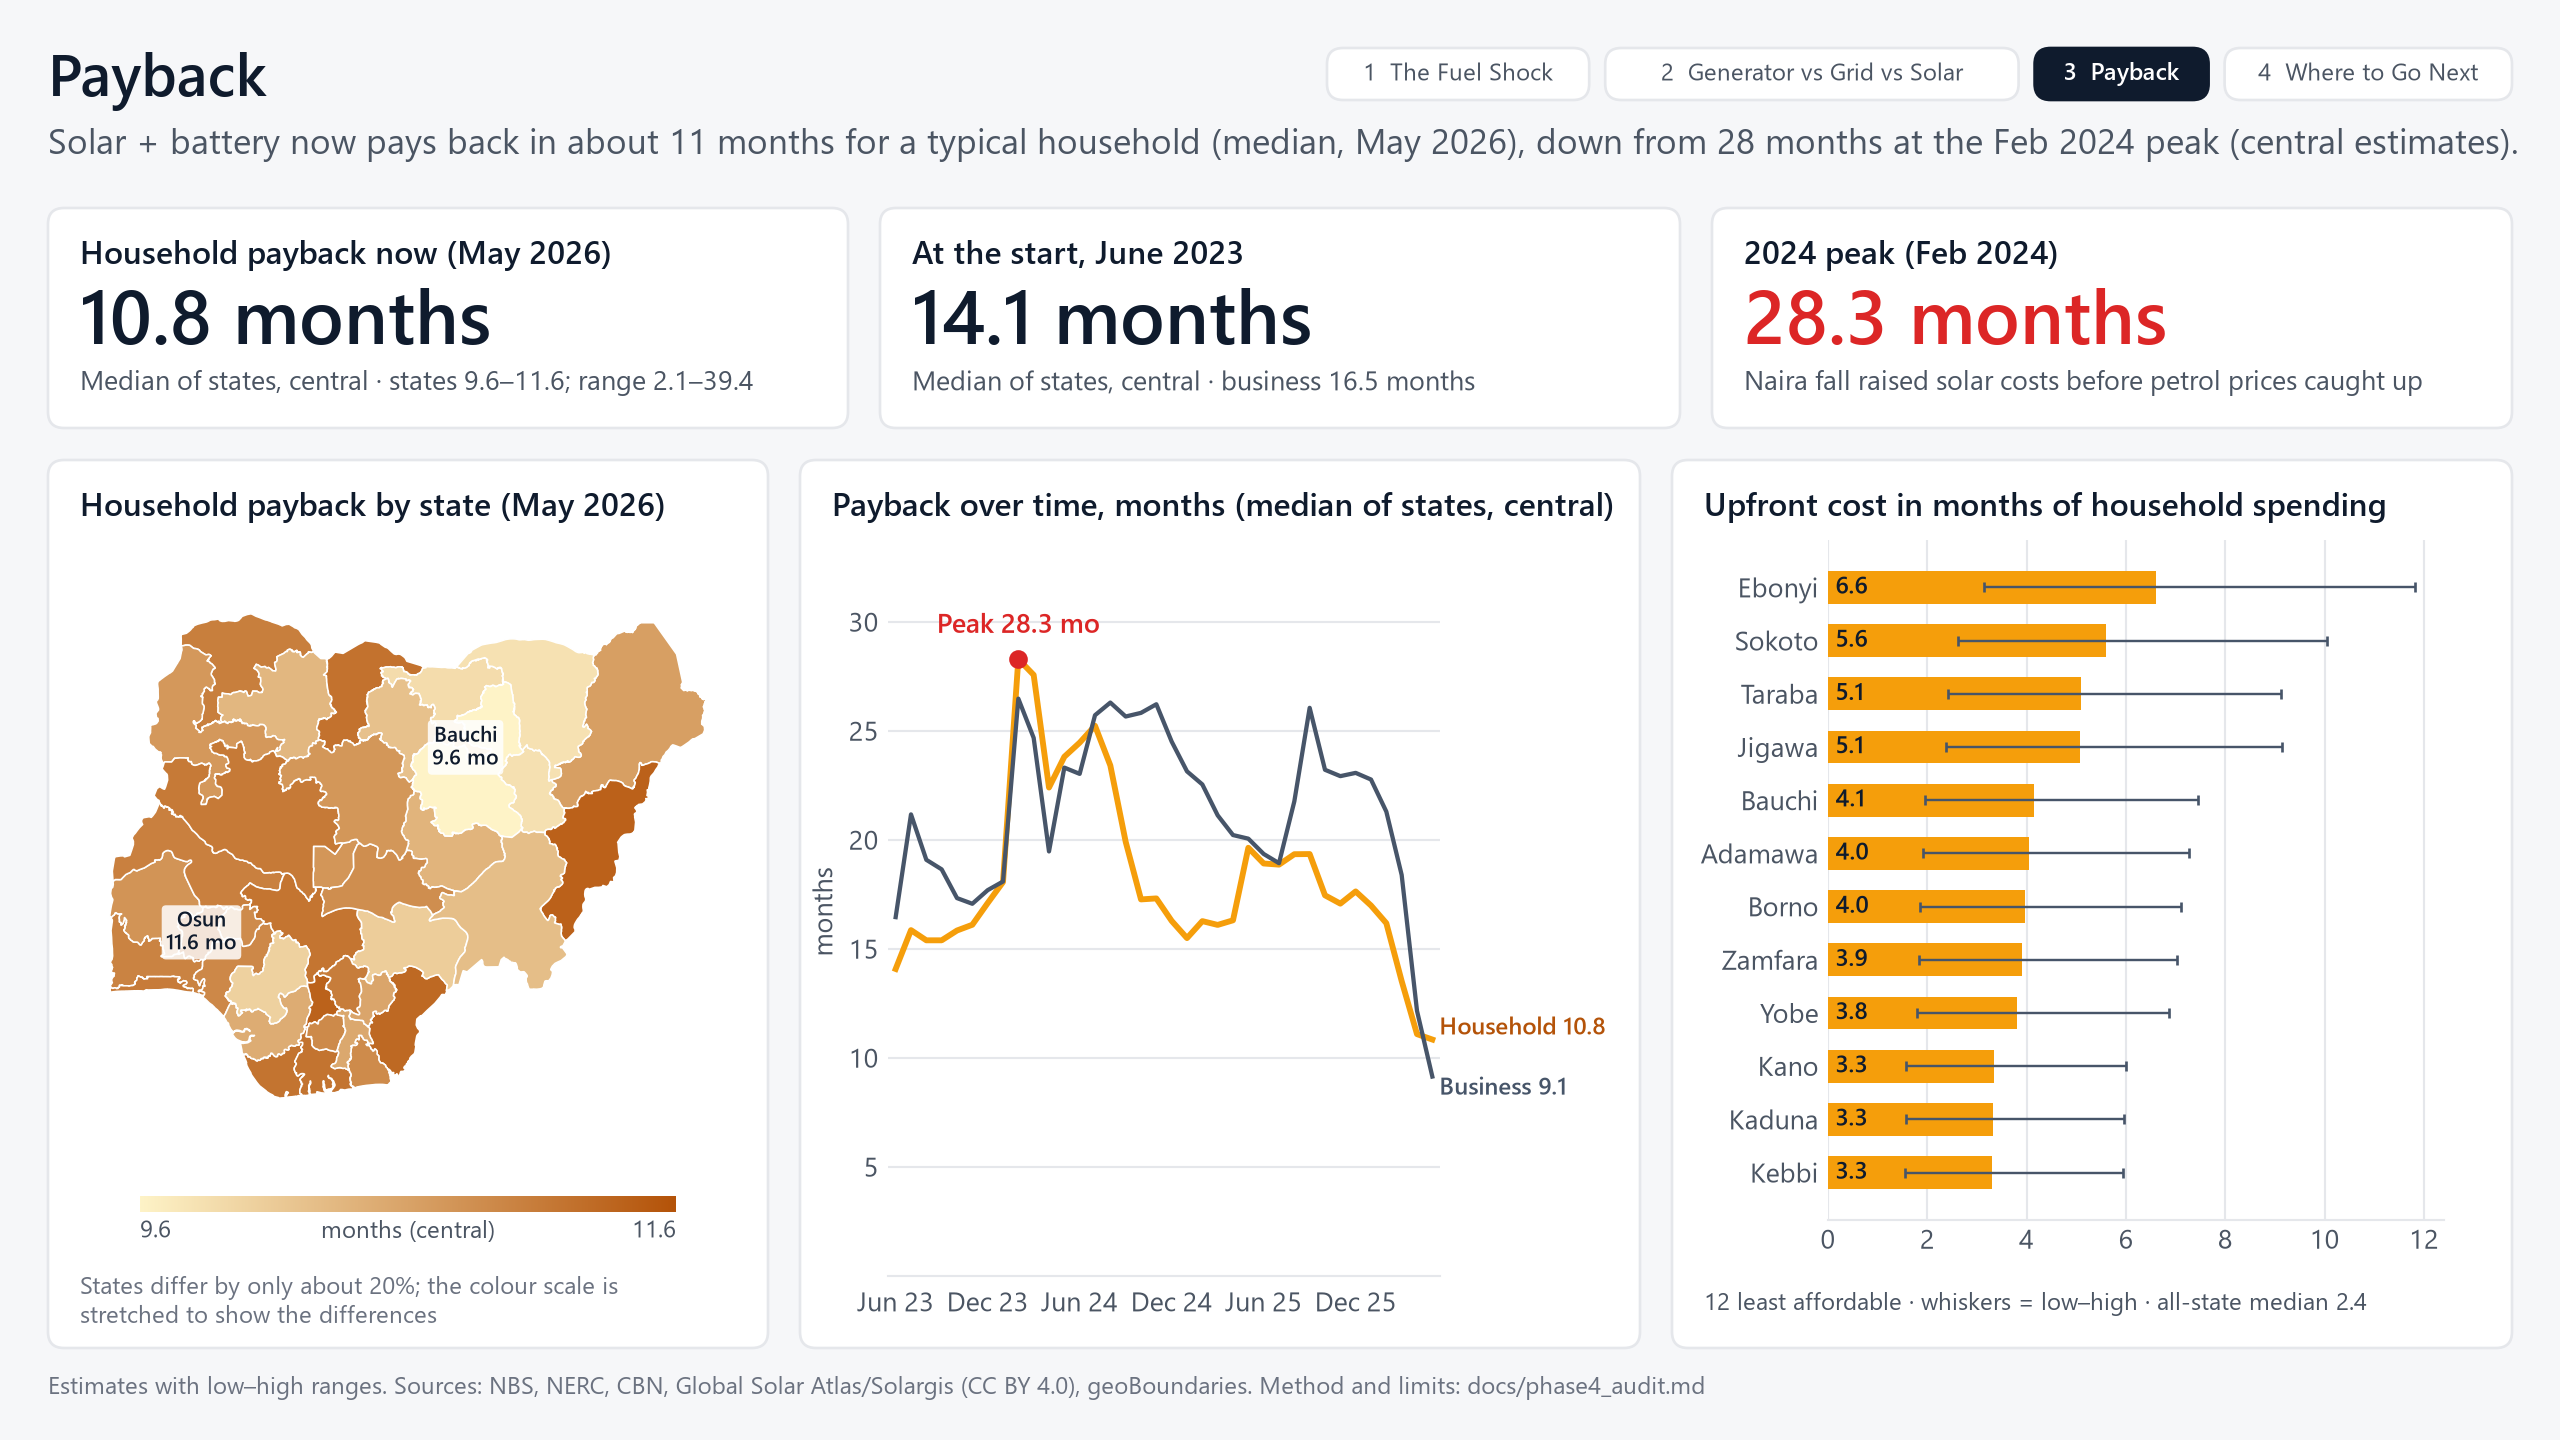 Payback
1 The Fuel Shock
2 Generator vs Grid vs Solar
3 Payback
4 Where to Go Next
Solar + battery now pays back in about 11 months for a typical household (median, May 2026), down from 28 months at the Feb 2024 peak (central estimates).
Household payback now (May 2026)
10.8 months
Median of states, central · states 9.6–11.6; range 2.1–39.4
At the start, June 2023
14.1 months
Median of states, central · business 16.5 months
2024 peak (Feb 2024)
28.3 months
Naira fall raised solar costs before petrol prices caught up
Household payback by state (May 2026)
Bauchi
9.6 mo
Osun
11.6 mo
9.6
months (central)
11.6
States differ by only about 20%; the colour scale is
stretched to show the differences
Payback over time, months (median of states, central)
months
30
25
20
15
10
5
Peak 28.3 mo
Household 10.8
Business 9.1
Jun 23
Dec 23
Jun 24
Dec 24
Jun 25
Dec 25
Upfront cost in months of household spending
Ebonyi 6.6
Sokoto 5.6
Taraba 5.1
Jigawa 5.1
Bauchi 4.1
Adamawa 4.0
Borno 4.0
Zamfara 3.9
Yobe 3.8
Kano 3.3
Kaduna 3.3
Kebbi 3.3
0 2 4 6 8 10 12
12 least affordable · whiskers = low–high · all-state median 2.4
Estimates with low–high ranges. Sources: NBS, NERC, CBN, Global Solar Atlas/Solargis (CC BY 4.0), geoBoundaries. Method and limits: docs/phase4_audit.md